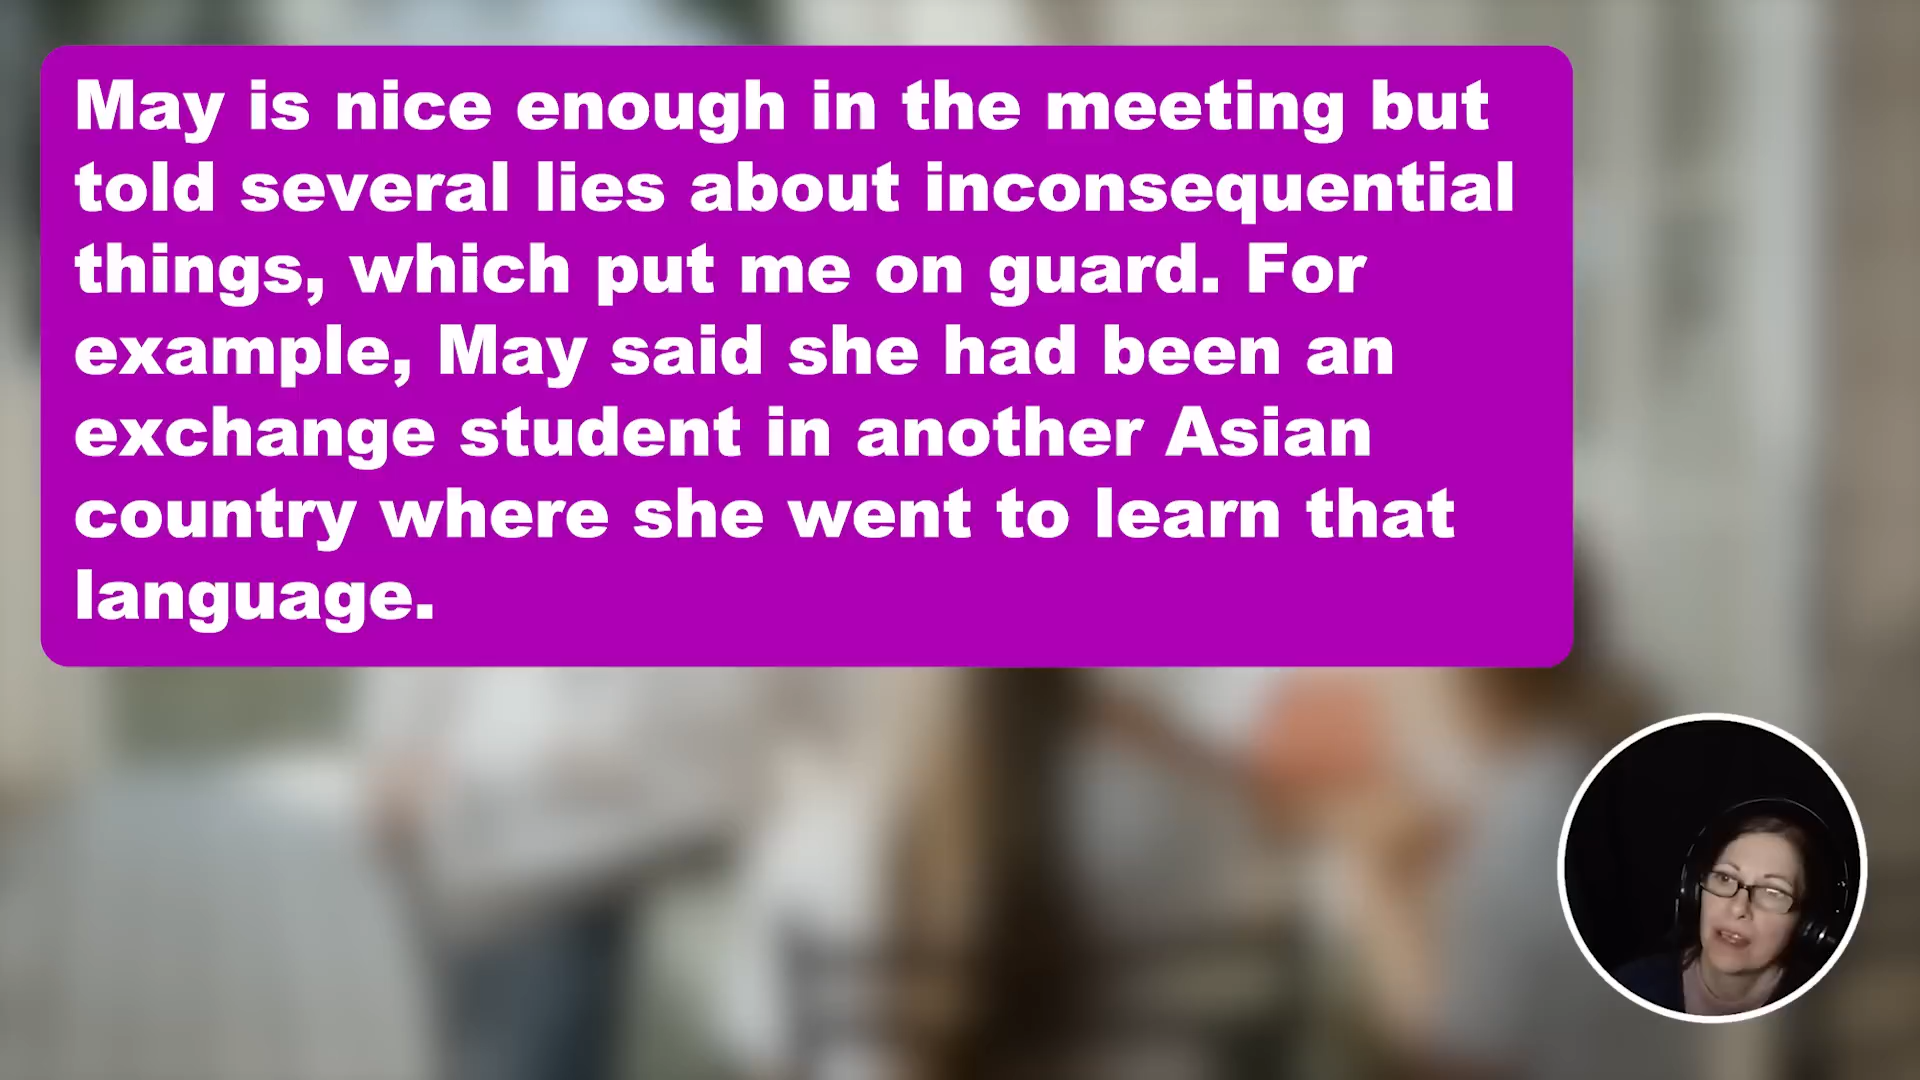 May is nice enough in the meeting but
told several lies about inconsequential
things, which put me on guard. For
example, May said she had been an
exchange student in another Asian
country where she went to learn that
language.